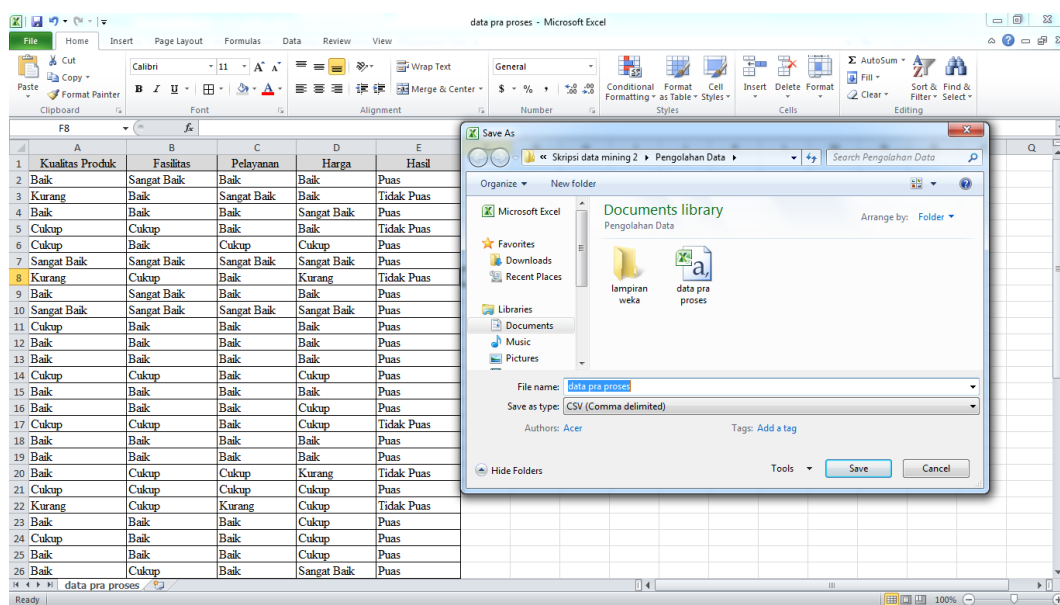 data pra proses - Microsoft Excel
File Home Insert Page Layout Formulas Data Review View
Cut
Copy
Format Painter
Paste
Clipboard
Calibri 11
B I U
Font
Wrap Text
Merge & Center
Alignment
General
$ % ,
Number
Conditional Formatting
Format as Table
Cell Styles
Styles
Insert Delete Format
Cells
Σ AutoSum
Fill
Clear
Sort & Filter
Find & Select
Editing
F8 fx
A B C D E Q
1 Kualitas Produk Fasilitas Pelayanan Harga Hasil
2 Baik Sangat Baik Baik Baik Puas
3 Kurang Baik Sangat Baik Baik Tidak Puas
4 Baik Baik Baik Sangat Baik Puas
5 Cukup Cukup Baik Baik Tidak Puas
6 Cukup Baik Cukup Cukup Puas
7 Sangat Baik Sangat Baik Sangat Baik Sangat Baik Puas
8 Kurang Cukup Baik Kurang Tidak Puas
9 Baik Sangat Baik Baik Baik Puas
10 Sangat Baik Sangat Baik Sangat Baik Sangat Baik Puas
11 Cukup Baik Baik Baik Puas
12 Baik Baik Baik Baik Puas
13 Baik Baik Baik Baik Puas
14 Cukup Cukup Baik Cukup Puas
15 Baik Baik Baik Baik Puas
16 Baik Baik Baik Cukup Puas
17 Cukup Cukup Baik Cukup Tidak Puas
18 Baik Baik Baik Baik Puas
19 Baik Baik Baik Baik Puas
20 Baik Cukup Cukup Kurang Tidak Puas
21 Cukup Cukup Cukup Cukup Puas
22 Kurang Cukup Kurang Cukup Tidak Puas
23 Baik Baik Baik Cukup Puas
24 Cukup Baik Baik Cukup Puas
25 Baik Baik Baik Cukup Puas
26 Baik Cukup Baik Sangat Baik Puas
data pra proses
Ready
100%
Save As
« Skripsi data mining 2 Pengolahan Data
Search Pengolahan Data
Organize New folder
Microsoft Excel
Favorites
Downloads
Recent Places
Libraries
Documents
Music
Pictures
Documents library
Pengolahan Data
Arrange by: Folder
lampiran weka
data pra proses
File name: data pra proses
Save as type: CSV (Comma delimited)
Authors: Acer
Tags: Add a tag
Hide Folders
Tools Save Cancel